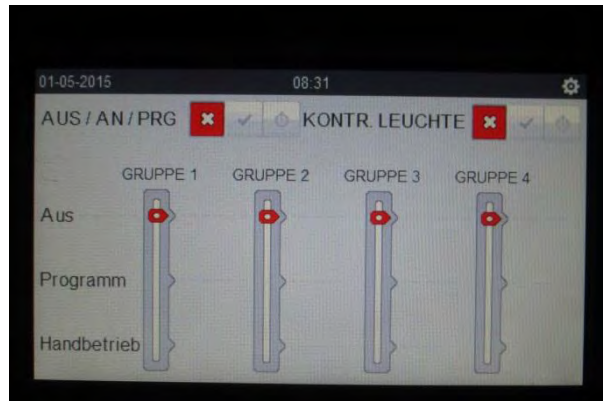 01-05-2015 08:31
AUS / AN / PRG KONTR. LEUCHTE
GRUPPE 1 GRUPPE 2 GRUPPE 3 GRUPPE 4
Aus
Programm
Handbetrieb